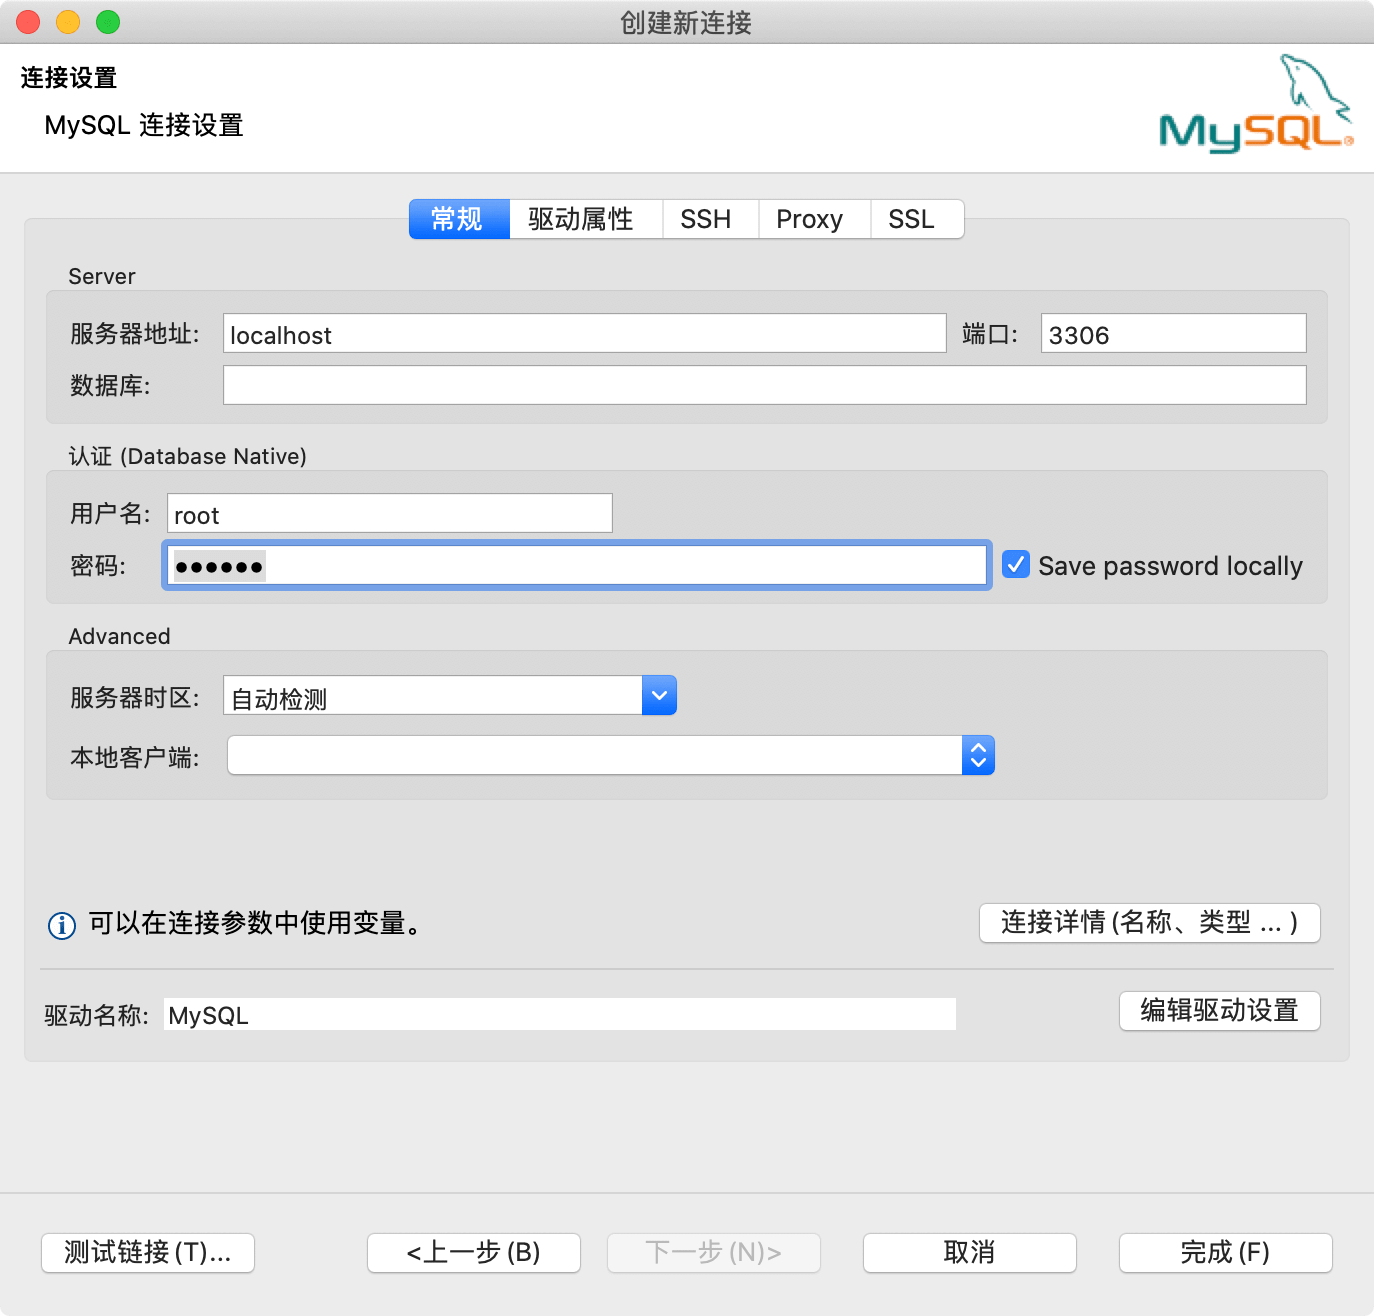 创建新连接
连接设置
MySQL 连接设置
MySQL
常规 驱动属性 SSH Proxy SSL
Server
服务器地址: localhost 端口: 3306
数据库:
认证 (Database Native)
用户名: root
密码: ●●●●●● Save password locally
Advanced
服务器时区: 自动检测
本地客户端:
可以在连接参数中使用变量。 连接详情(名称、类型 ... )
驱动名称: MySQL 编辑驱动设置
测试链接(T)... <上一步(B) 下一步(N)> 取消 完成(F)